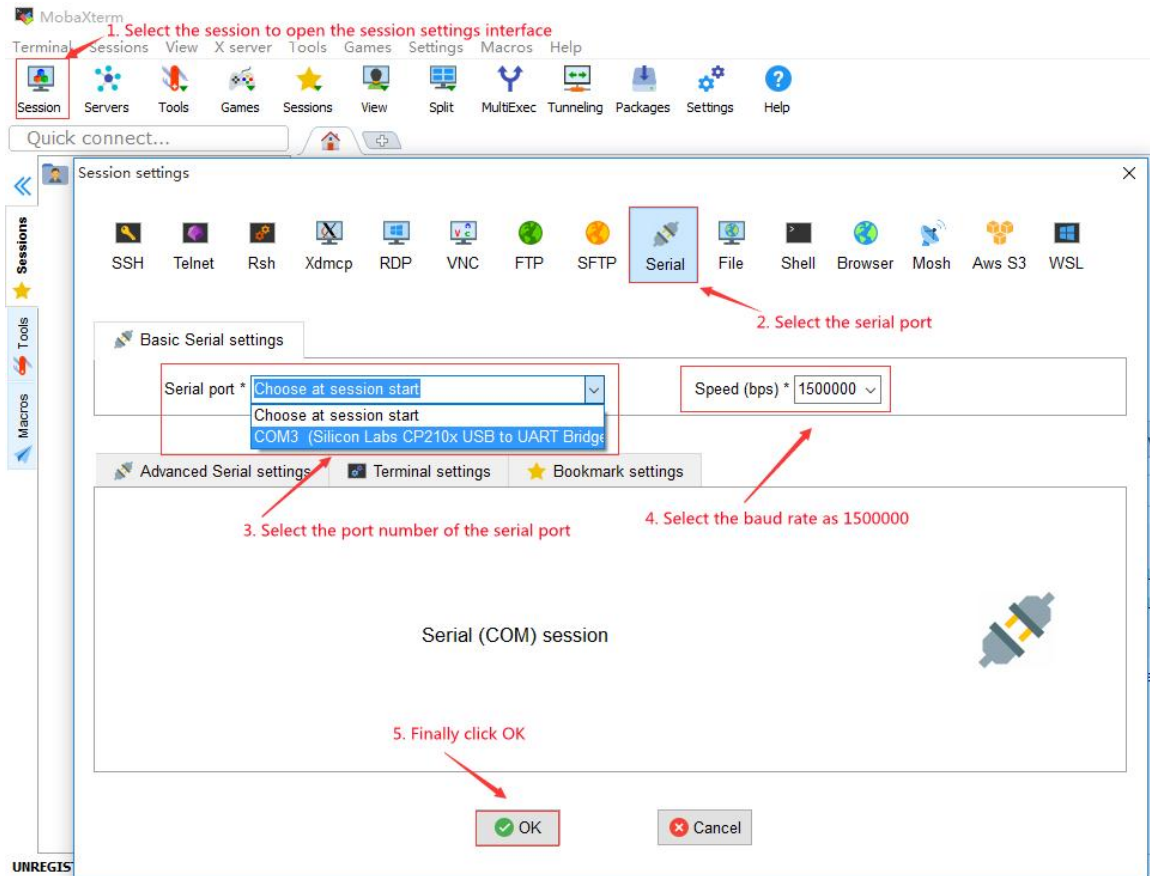 MobaXterm
1. Select the session to open the session settings interface
Terminal Sessions View X server Tools Games Settings Macros Help
Session Servers Tools Games Sessions View Split MultiExec Tunneling Packages Settings Help
Quick connect...
Session settings
Sessions
Tools
Macros
SSH Telnet Rsh Xdmcp RDP VNC FTP SFTP Serial File Shell Browser Mosh Aws S3 WSL
2. Select the serial port
Basic Serial settings
Serial port * Choose at session start
Speed (bps) * 1500000
Choose at session start
COM3 (Silicon Labs CP210x USB to UART Bridge
Advanced Serial settings Terminal settings Bookmark settings
3. Select the port number of the serial port
4. Select the baud rate as 1500000
Serial (COM) session
5. Finally click OK
OK Cancel
UNREGIS